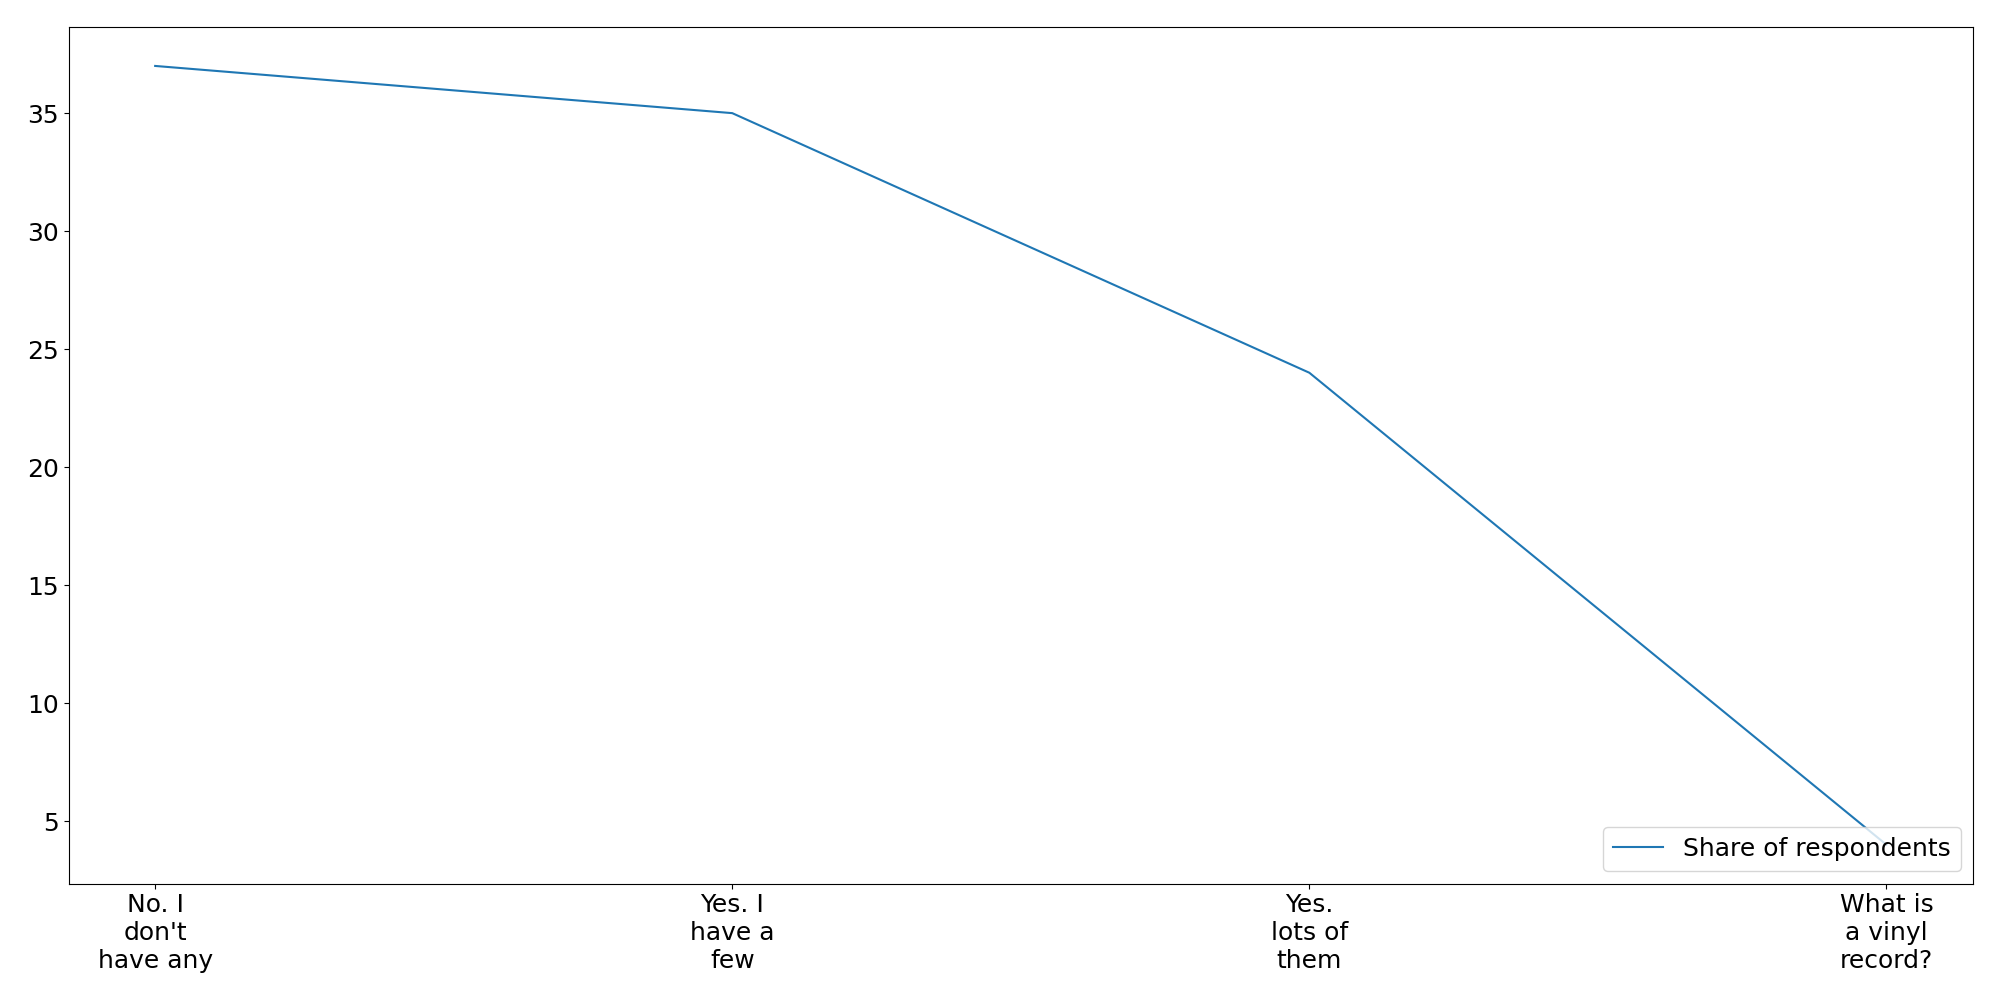 35
30
25
20
15
10
5
Share of respondents
No. I
don't
have any
Yes. I
have a
few
Yes.
lots of
them
What is
a vinyl
record?